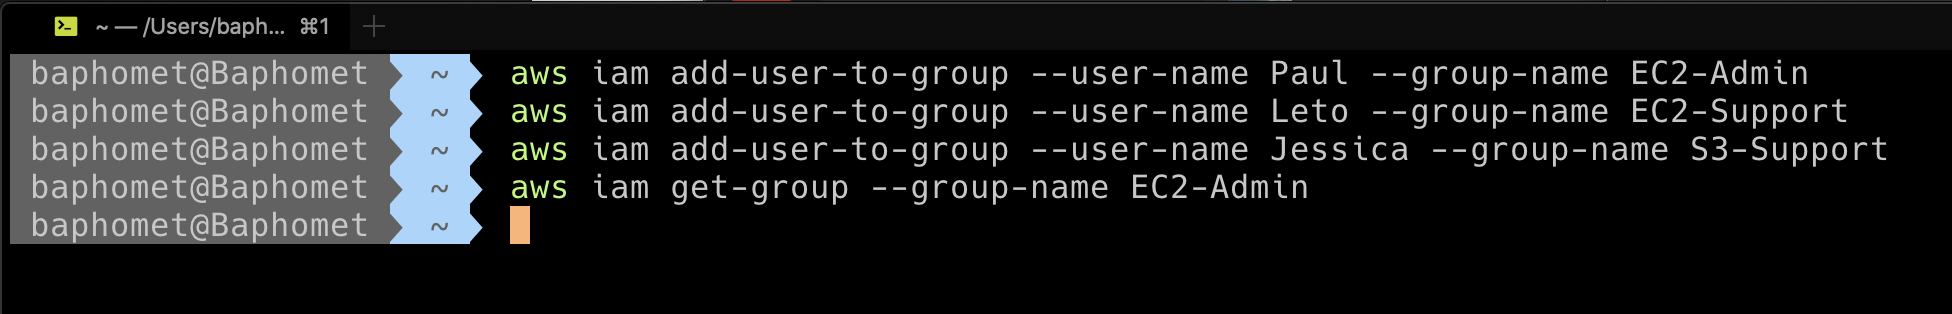 ~ — /Users/baph... ⌘1
baphomet@Baphomet ~ aws iam add-user-to-group --user-name Paul --group-name EC2-Admin
baphomet@Baphomet ~ aws iam add-user-to-group --user-name Leto --group-name EC2-Support
baphomet@Baphomet ~ aws iam add-user-to-group --user-name Jessica --group-name S3-Support
baphomet@Baphomet ~ aws iam get-group --group-name EC2-Admin
baphomet@Baphomet ~